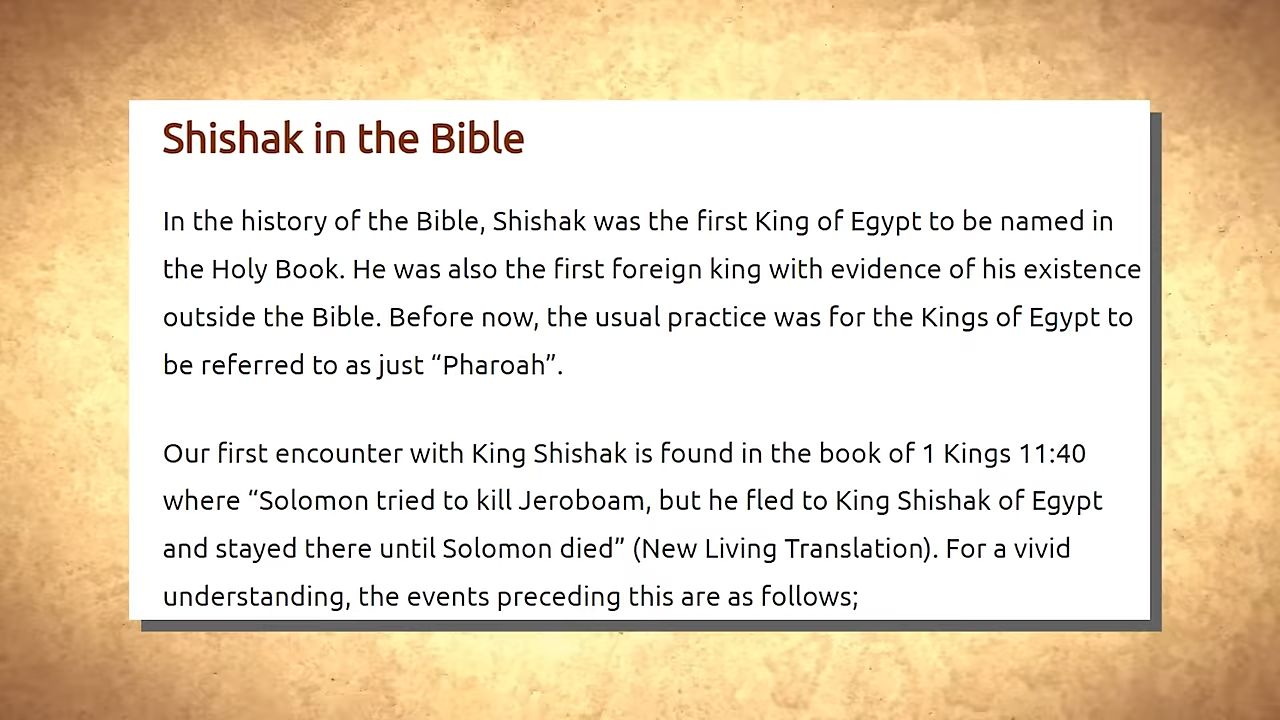 Shishak in the Bible
In the history of the Bible, Shishak was the first King of Egypt to be named in
the Holy Book. He was also the first foreign king with evidence of his existence
outside the Bible. Before now, the usual practice was for the Kings of Egypt to
be referred to as just “Pharoah”.
Our first encounter with King Shishak is found in the book of 1 Kings 11:40
where “Solomon tried to kill Jeroboam, but he fled to King Shishak of Egypt
and stayed there until Solomon died” (New Living Translation). For a vivid
understanding, the events preceding this are as follows;